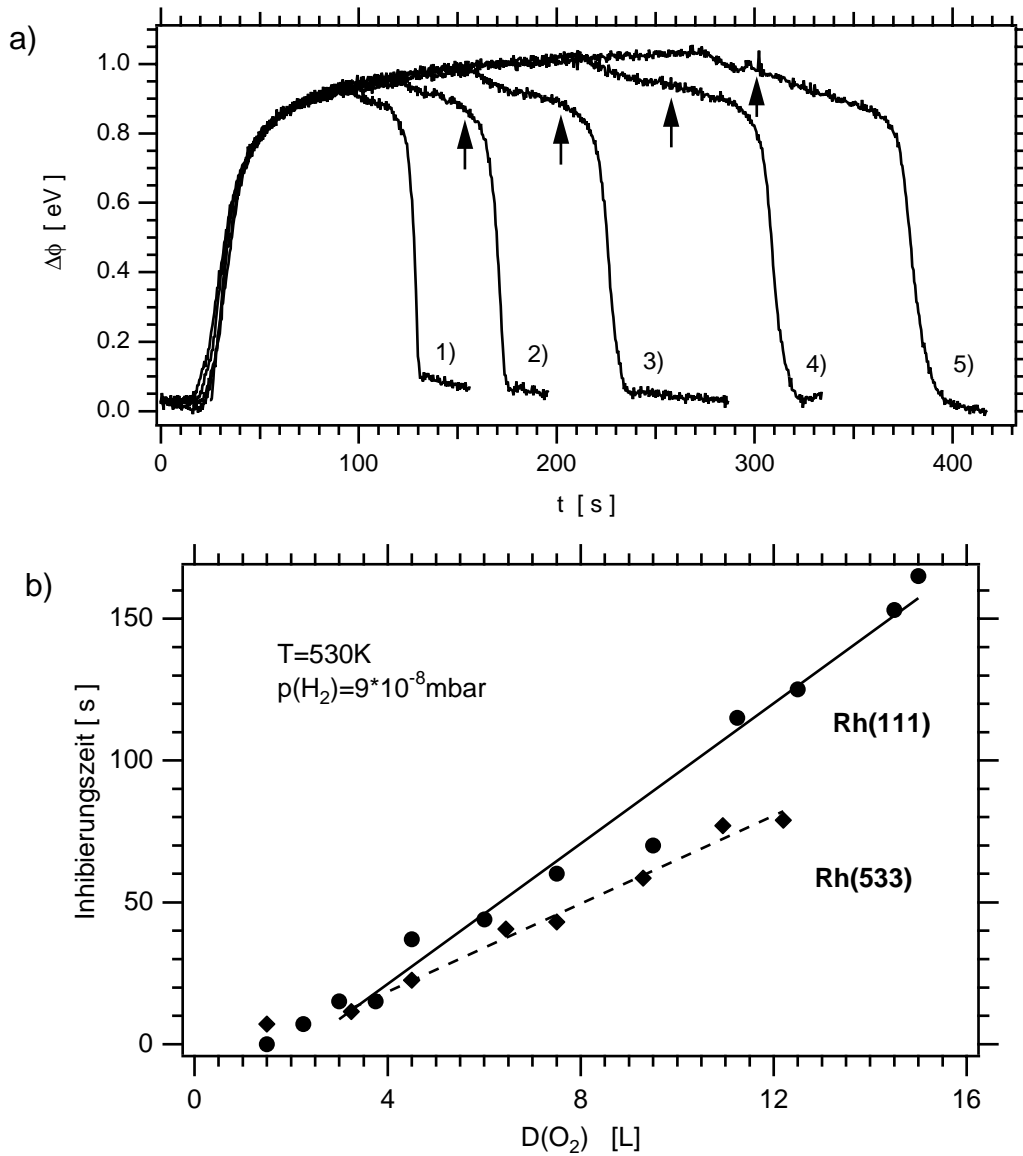 a)
1.0
0.8
0.6
0.4
0.2
0.0
Δϕ [ eV ]
1)
2)
3)
4)
5)
0
100
200
300
400
t [ s ]
b)
150
100
50
0
Inhibierungszeit [ s ]
T=530K
p(H₂)=9*10⁻⁸mbar
Rh(111)
Rh(533)
0
4
8
12
16
D(O₂) [L]